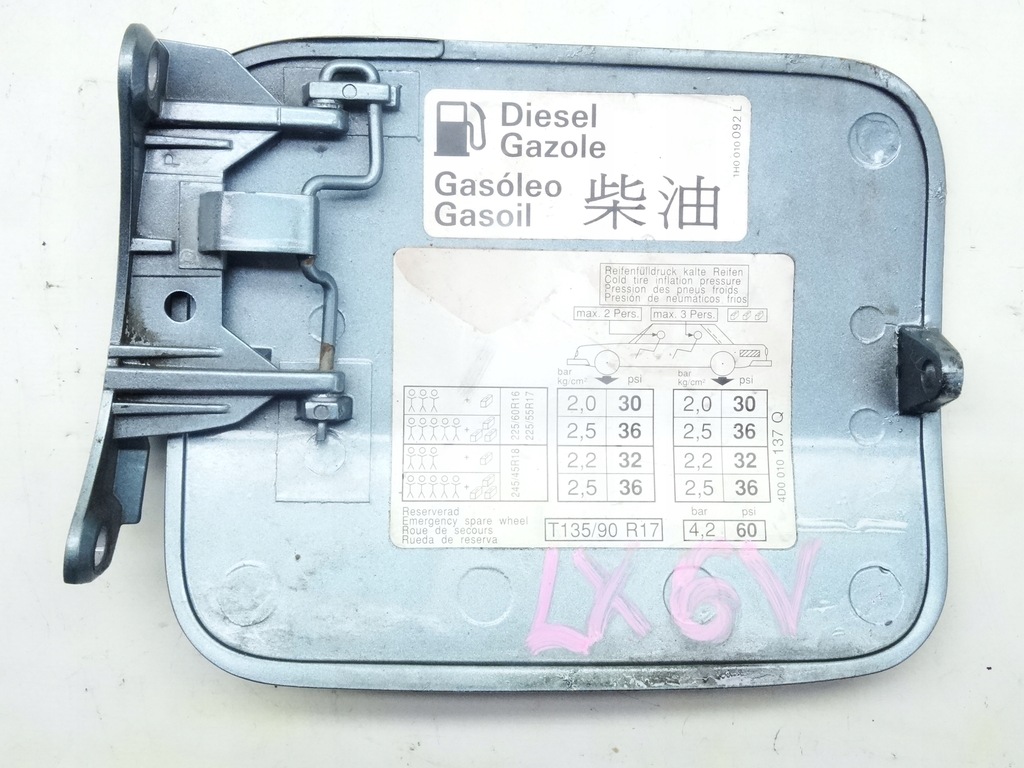 Diesel
Gazole
Gasóleo
Gasoil
柴油
1H0 010 092 L
Reifenfülldruck kalte Reifen
Cold tire inflation pressure
Pression des pneus froids
Presión de neumáticos frios
max. 2 Pers. max. 3 Pers.
bar psi bar psi
kg/cm² kg/cm²
225/60R16
225/55R17
2,0 30 2,0 30
2,5 36 2,5 36
245/45R18
2,2 32 2,2 32
2,5 36 2,5 36
4D0 010 137 Q
Reserverad
Emergency spare wheel
Roue de secours
Rueda de reserva
bar psi
T135/90 R17 4,2 60
LX6V
P